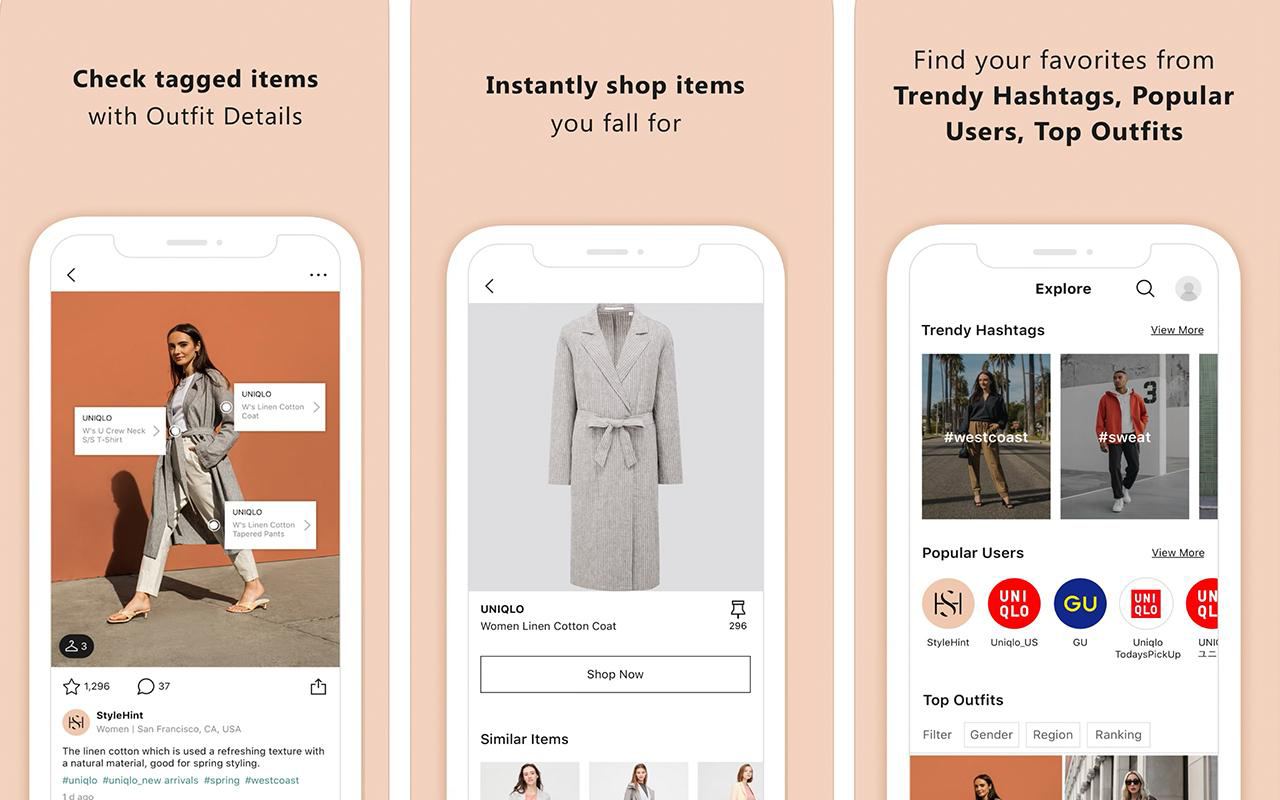 Check tagged items
with Outfit Details
UNIQLO
W's Linen Cotton
Coat
UNIQLO
W's U Crew Neck
S/S T-Shirt
UNIQLO
W's Linen Cotton
Tapered Pants
3
1,296
37
StyleHint
Women | San Francisco, CA, USA
The linen cotton which is used a refreshing texture with
a natural material, good for spring styling.
#uniqlo #uniqlo_new arrivals #spring #westcoast
1 d ago
Instantly shop items
you fall for
UNIQLO
Women Linen Cotton Coat
296
Shop Now
Similar Items
Find your favorites from
Trendy Hashtags, Popular
Users, Top Outfits
Explore
Trendy Hashtags
View More
#westcoast
3
#sweat
Popular Users
View More
UNI
QLO
GU
UNI
QLO
StyleHint
Uniqlo_US
GU
Uniqlo
TodaysPickUp
Top Outfits
Filter
Gender
Region
Ranking